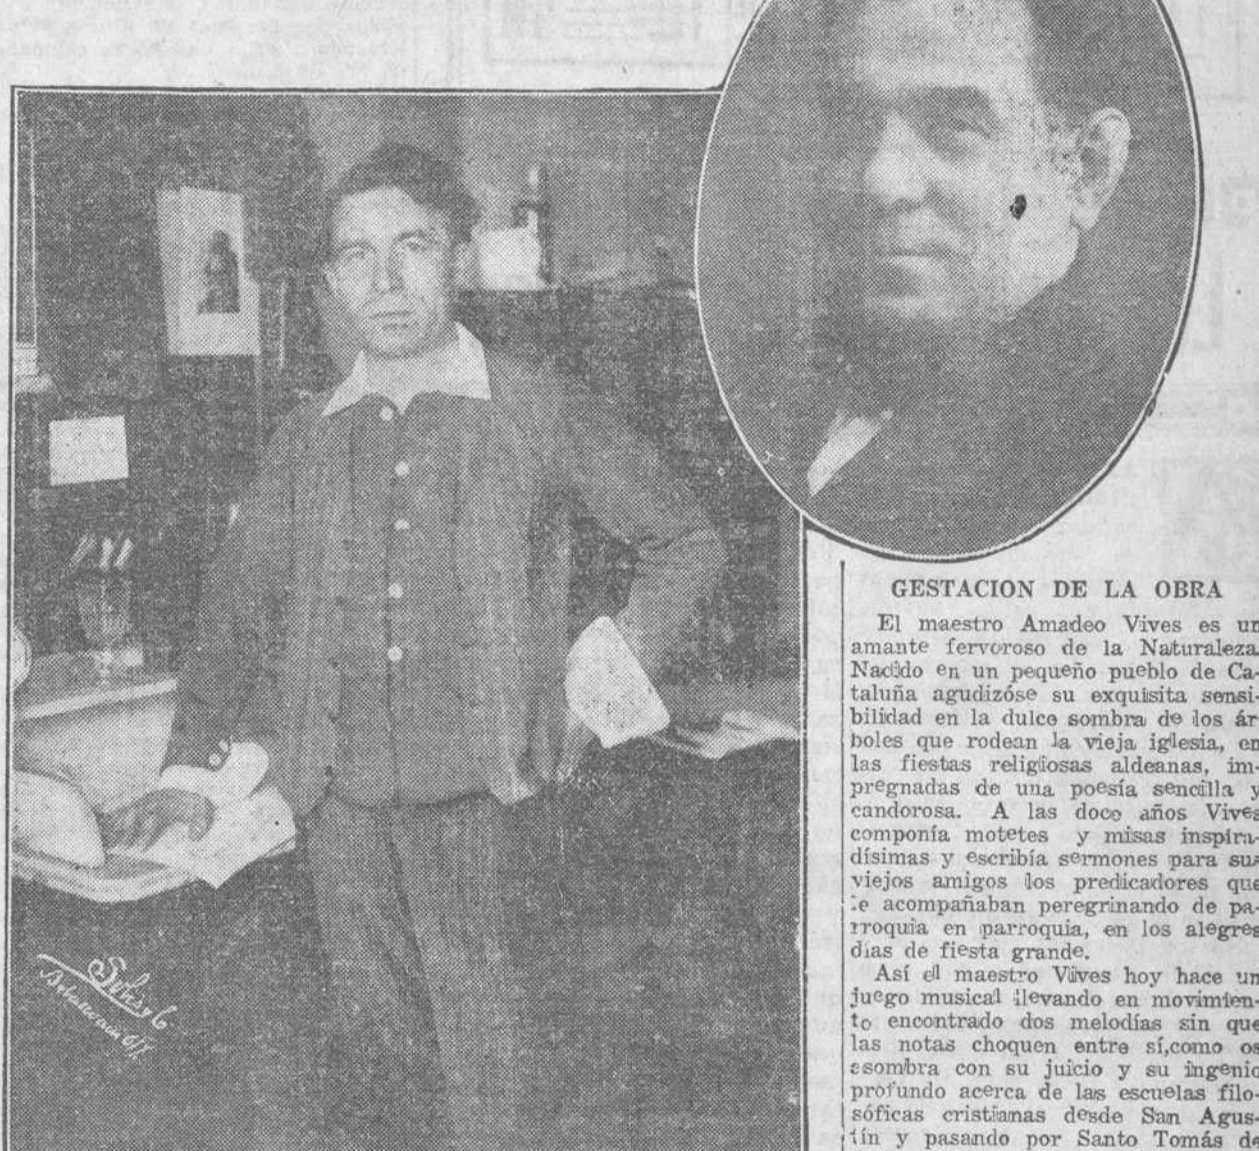 GESTACION DE LA OBRA
El maestro Amadeo Vives es un
amante fervoroso de la Naturaleza.
Nacido en un pequeño pueblo de Ca-
taluña agudizóse su exquisita sensi-
bilidad en la dulce sombra de los ár-
boles que rodean la vieja iglesia, en
las fiestas religiosas aldeanas, im-
pregnadas de una poesía sencilla y
candorosa. A las doce años Vives
componía motetes y misas inspira-
dísimas y escribía sermones para sus
viejos amigos los predicadores que
le acompañaban peregrinando de pa-
rroquia en parroquia, en los alegres
días de fiesta grande.
Así el maestro Vives hoy hace un
juego musical llevando en movimien-
to encontrado dos melodías sin que
las notas choquen entre sí,como os
asombra con su juicio y su ingenio
profundo acerca de las escuelas filo-
sóficas cristianas desde San Agus-
tín y pasando por Santo Tomás de